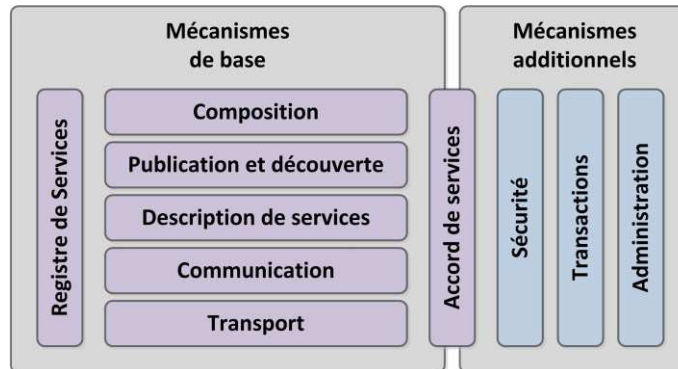 Mécanismes
de base
Registre de Services
Composition
Publication et découverte
Description de services
Communication
Transport
Accord de services
Mécanismes
additionnels
Sécurité
Transactions
Administration